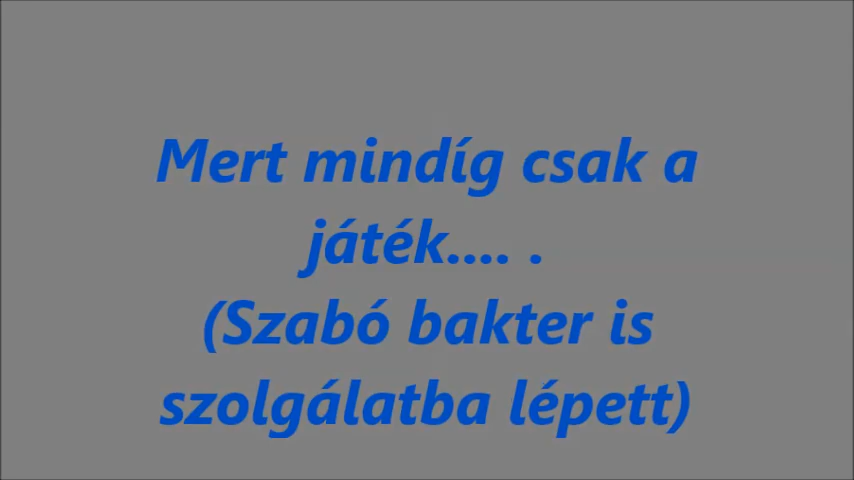 Mert mindíg csak a
játék.... .
(Szabó bakter is
szolgálatba lépett)